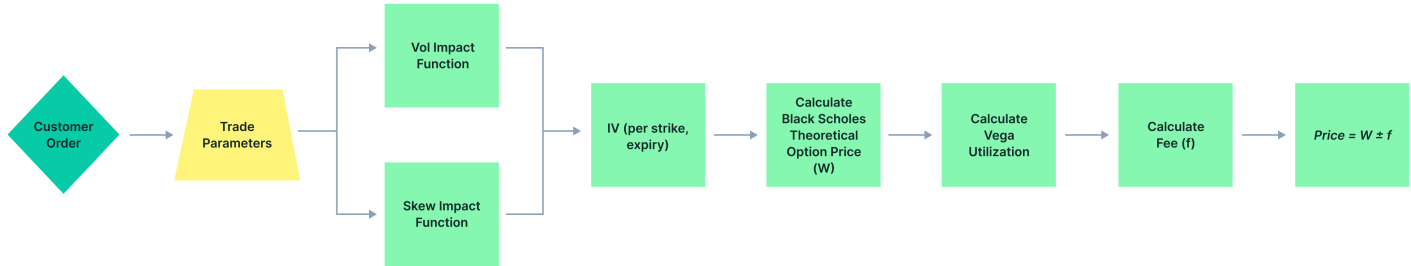 Customer
Order
Trade
Parameters
Vol Impact
Function
Skew Impact
Function
IV (per strike,
expiry)
Calculate
Black Scholes
Theoretical
Option Price
(W)
Calculate
Vega
Utilization
Calculate
Fee (f)
Price = W ± f